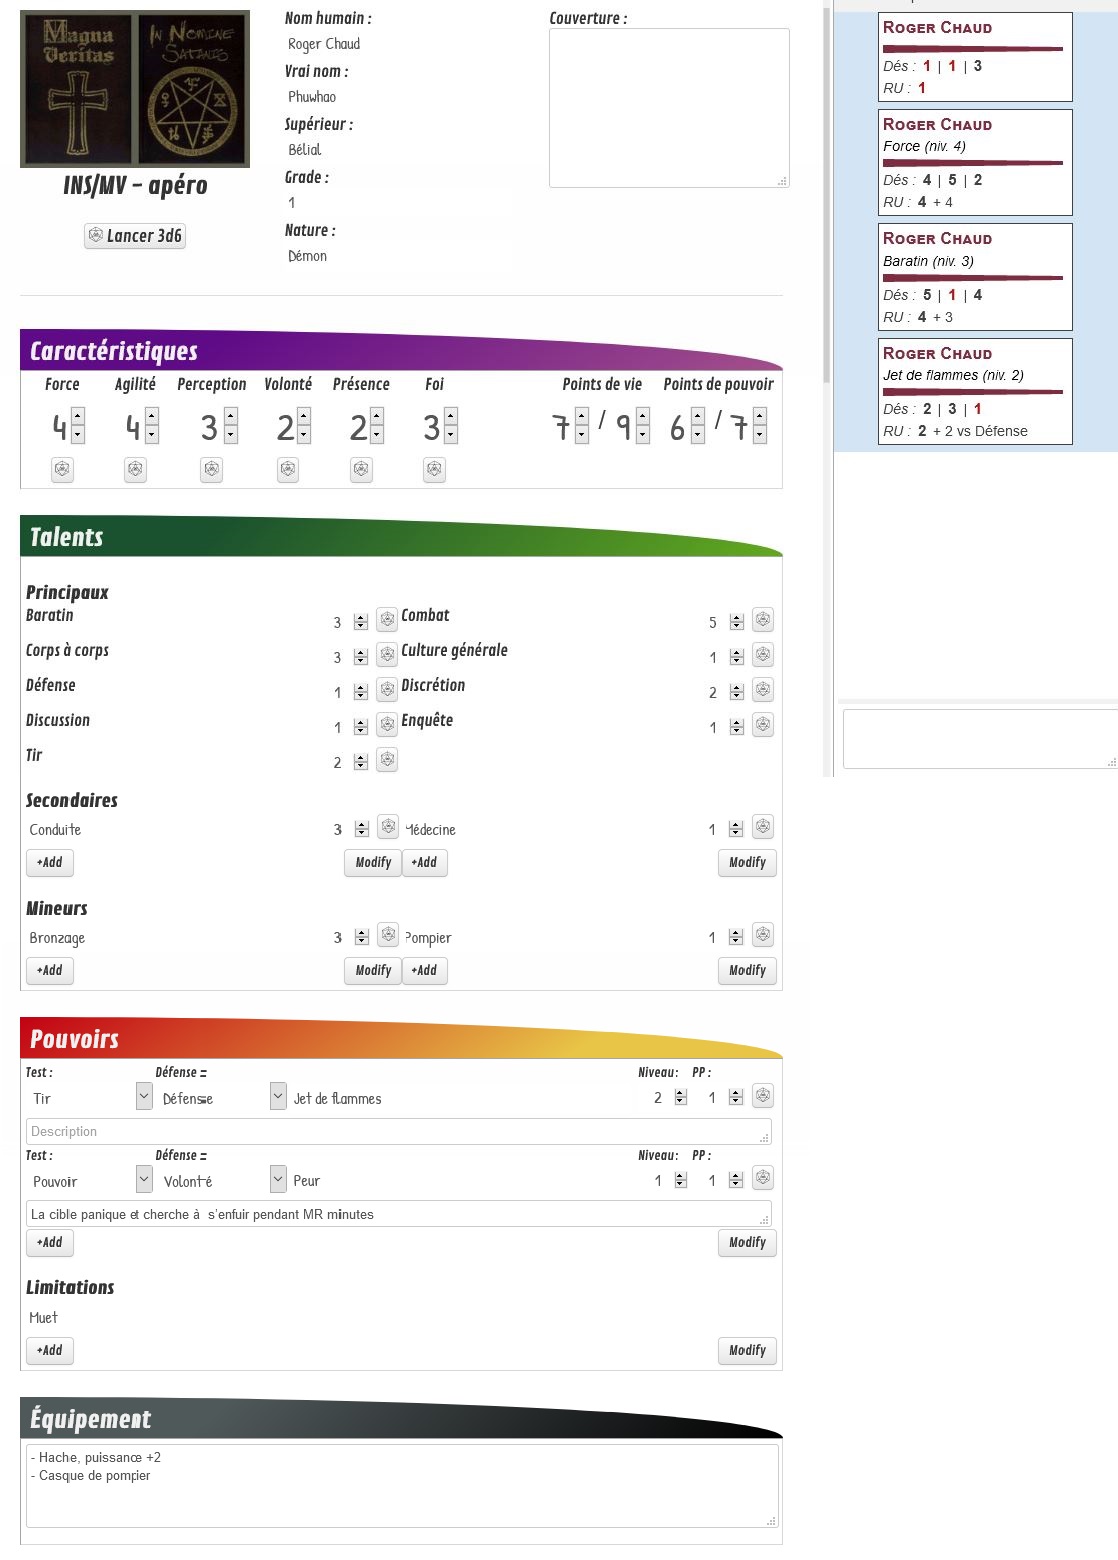 Magna Veritas
In Nomine Satanis
INS/MV - apéro
Lancer 3d6
Nom humain :
Roger Chaud
Vrai nom :
Phuwhao
Supérieur :
Bélial
Grade :
1
Nature :
Démon
Couverture :
Caractéristiques
Force Agilité Perception Volonté Présence Foi Points de vie Points de pouvoir
4 4 3 2 2 3 7 / 9 6 / 7
Talents
Principaux
Baratin 3 Combat 5
Corps à corps 3 Culture générale 1
Défense 1 Discrétion 2
Discussion 1 Enquête 1
Tir 2
Secondaires
Conduite 3 Médecine 1
+Add Modify +Add Modify
Mineurs
Bronzage 3 Pompier 1
+Add Modify +Add Modify
Pouvoirs
Test : Défense = Niveau : PP :
Tir Défense Jet de flammes 2 1
Description
Test : Défense = Niveau : PP :
Pouvoir Volonté Peur 1 1
La cible panique et cherche à s'enfuir pendant MR minutes
+Add Modify
Limitations
Muet
+Add Modify
Équipement
- Hache, puissance +2
- Casque de pompier
Roger Chaud
Dés : 1 | 1 | 3
RU : 1
Roger Chaud
Force (niv. 4)
Dés : 4 | 5 | 2
RU : 4 + 4
Roger Chaud
Baratin (niv. 3)
Dés : 5 | 1 | 4
RU : 4 + 3
Roger Chaud
Jet de flammes (niv. 2)
Dés : 2 | 3 | 1
RU : 2 + 2 vs Défense